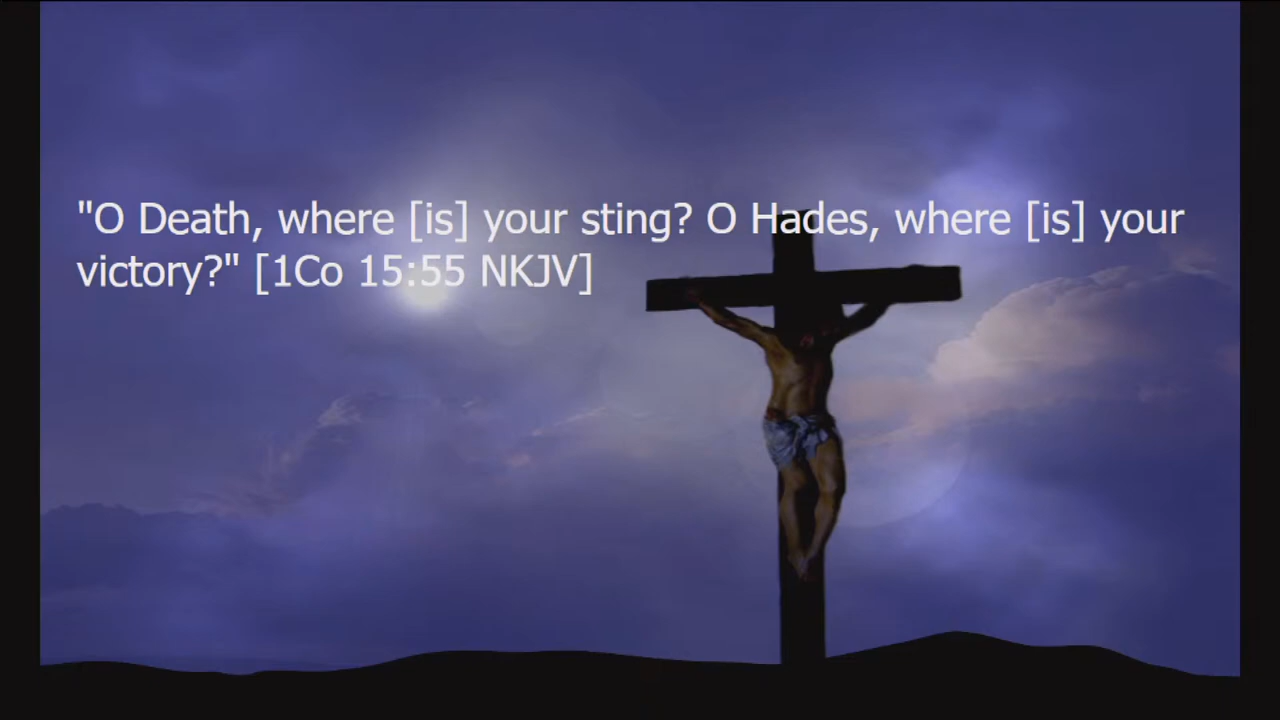 "O Death, where [is] your sting? O Hades, where [is] your
victory?" [1Co 15:55 NKJV]